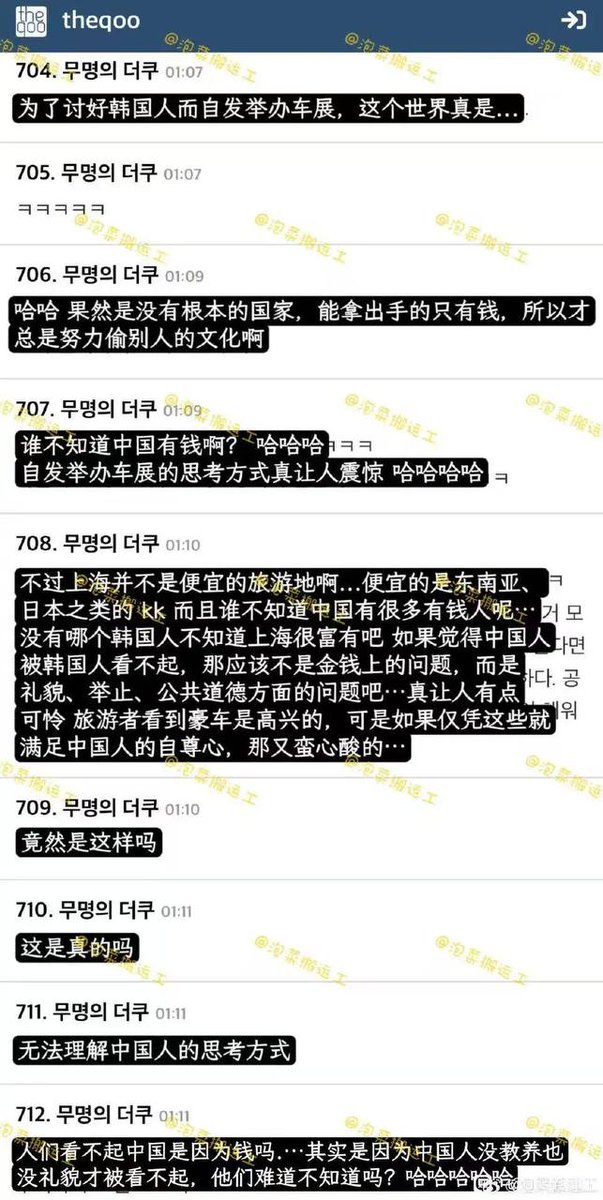 the qoo theqoo
704. 무명의 더쿠 01:07
为了讨好韩国人而自发举办车展，这个世界真是….
705. 무명의 더쿠 01:07
ㅋㅋㅋㅋㅋ
706. 무명의 더쿠 01:09
哈哈 果然是没有根本的国家，能拿出手的只有钱，所以才
总是努力偷别人的文化啊
707. 무명의 더쿠 01:09
谁不知道中国有钱啊？ 哈哈哈ㅋㅋㅋ
自发举办车展的思考方式真让人震惊 哈哈哈哈 ㅋ
708. 무명의 더쿠 01:10
不过上海并不是便宜的旅游地啊…便宜的是东南亚、 ㅋ
日本之类的 kk 而且谁不知道中国有很多有钱人呢… 거 모
没有哪个韩国人不知道上海很富有吧 如果觉得中国人 다면
被韩国人看不起，那应该不是金钱上的问题，而是 하다. 공
礼貌、举止、公共道德方面的问题吧…真让人有点 채워
可怜 旅游者看到豪车是高兴的，可是如果仅凭这些就
满足中国人的自尊心，那又蛮心酸的…
709. 무명의 더쿠 01:10
竟然是这样吗
710. 무명의 더쿠 01:11
这是真的吗
711. 무명의 더쿠 01:11
无法理解中国人的思考方式
712. 무명의 더쿠 01:11
人们看不起中国是因为钱吗.…其实是因为中国人没教养也
没礼貌才被看不起，他们难道不知道吗？哈哈哈哈哈
@泡菜搬运工